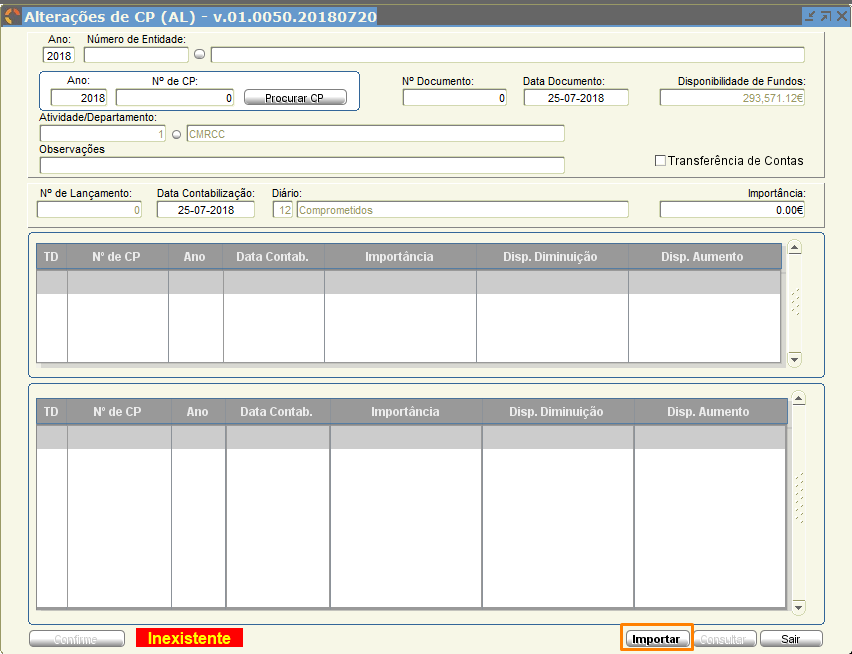 Alterações de CP (AL) - v.01.0050.20180720
Ano: Número de Entidade:
2018
Ano: Nº de CP:
2018 0 Procurar CP
Nº Documento: Data Documento: Disponibilidade de Fundos:
0 25-07-2018 293,571.12€
Atividade/Departamento:
1 CMRCC
Observações
Transferência de Contas
Nº de Lançamento: Data Contabilização: Diário: Importância:
0 25-07-2018 12 Comprometidos 0.00€
TD Nº de CP Ano Data Contab. Importância Disp. Diminuição Disp. Aumento
TD Nº de CP Ano Data Contab. Importância Disp. Diminuição Disp. Aumento
Confirme Inexistente Importar Consultar Sair